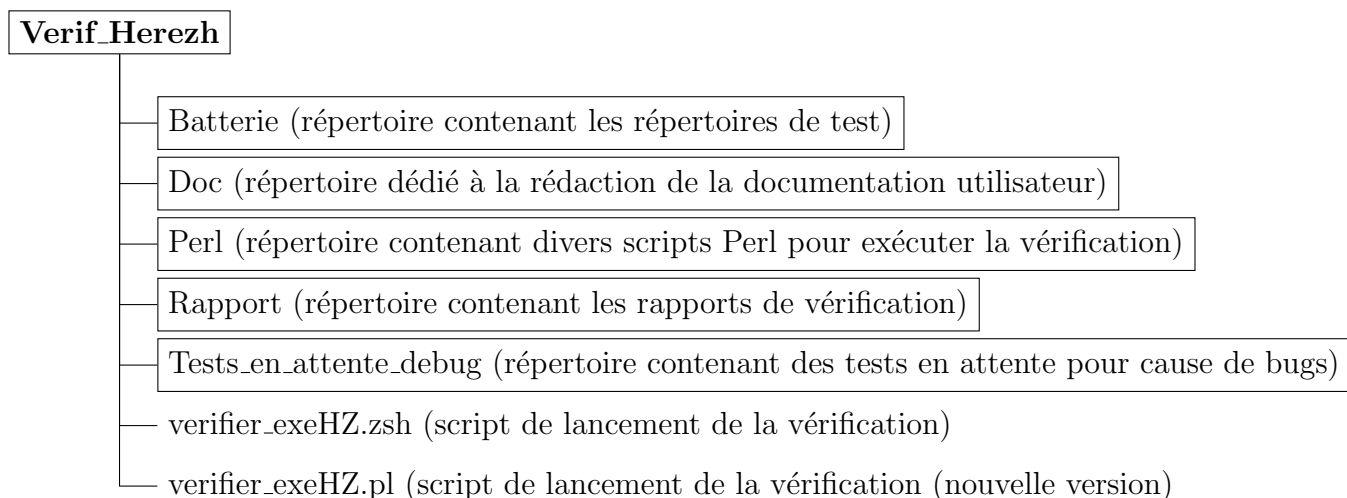 Verif_Herezh
Batterie (répertoire contenant les répertoires de test)
Doc (répertoire dédié à la rédaction de la documentation utilisateur)
Perl (répertoire contenant divers scripts Perl pour exécuter la vérification)
Rapport (répertoire contenant les rapports de vérification)
Tests_en_attente_debug (répertoire contenant des tests en attente pour cause de bugs)
verifier_exeHZ.zsh (script de lancement de la vérification)
verifier_exeHZ.pl (script de lancement de la vérification (nouvelle version)